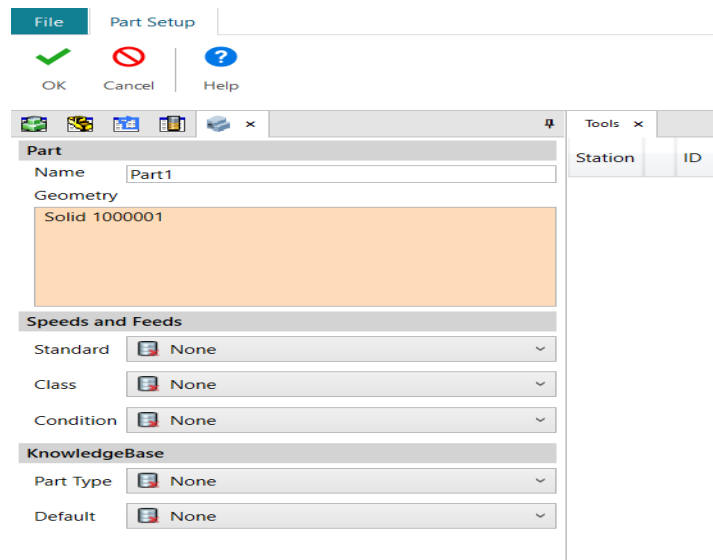 File Part Setup
OK Cancel Help
Tools
Part
Station ID
Name Part1
Geometry
Solid 1000001
Speeds and Feeds
Standard None
Class None
Condition None
KnowledgeBase
Part Type None
Default None